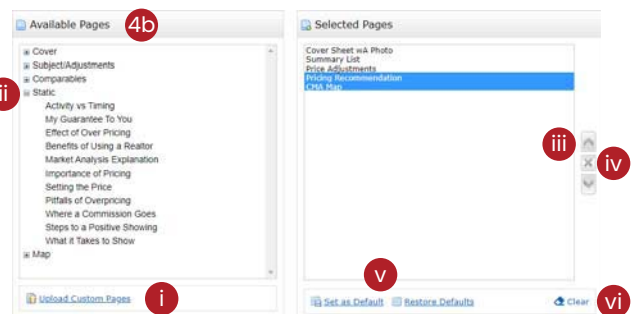 Available Pages
4b
Cover
Subject/Adjustments
Comparables
ii
Static
Activity vs Timing
My Guarantee To You
Effect of Over Pricing
Benefits of Using a Realtor
Market Analysis Explanation
Importance of Pricing
Setting the Price
Pitfalls of Overpricing
Where a Commission Goes
Steps to a Positive Showing
What it Takes to Show
Map
Upload Custom Pages
i
Selected Pages
Cover Sheet wA Photo
Summary List
Price Adjustments
Pricing Recommendation
CMA Map
iii
iv
v
Set as Default Restore Defaults Clear
vi